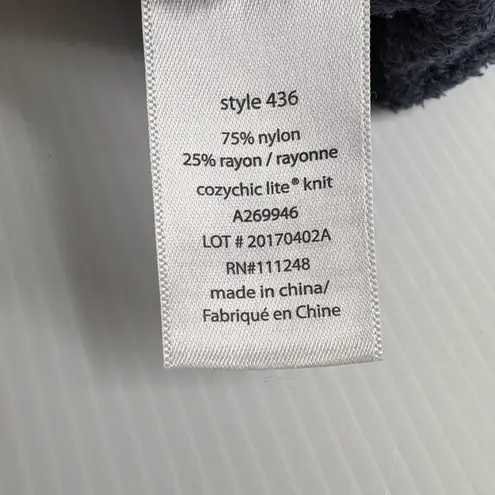 style 436
75% nylon
25% rayon / rayonne
cozychic lite® knit
A269946
LOT # 20170402A
RN#111248
made in china/
Fabriqué en Chine